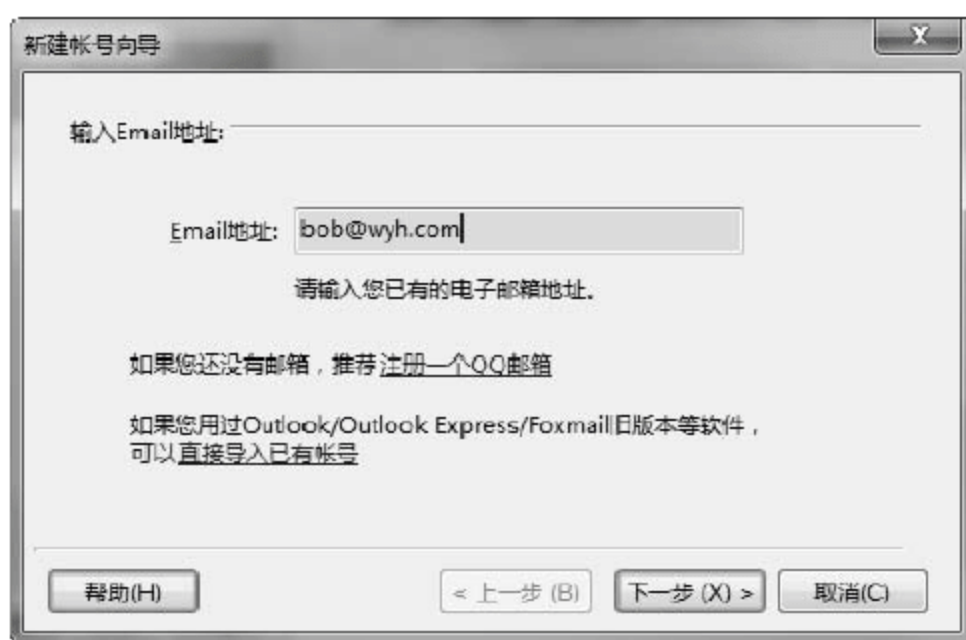 新建帐号向导
输入Email地址:
Email地址: bob@wyh.com
请输入您已有的电子邮箱地址。
如果您还没有邮箱，推荐注册一个QQ邮箱
如果您用过Outlook/Outlook Express/Foxmail旧版本等软件，
可以直接导入已有帐号
帮助(H) < 上一步 (B) 下一步 (X) > 取消(C)